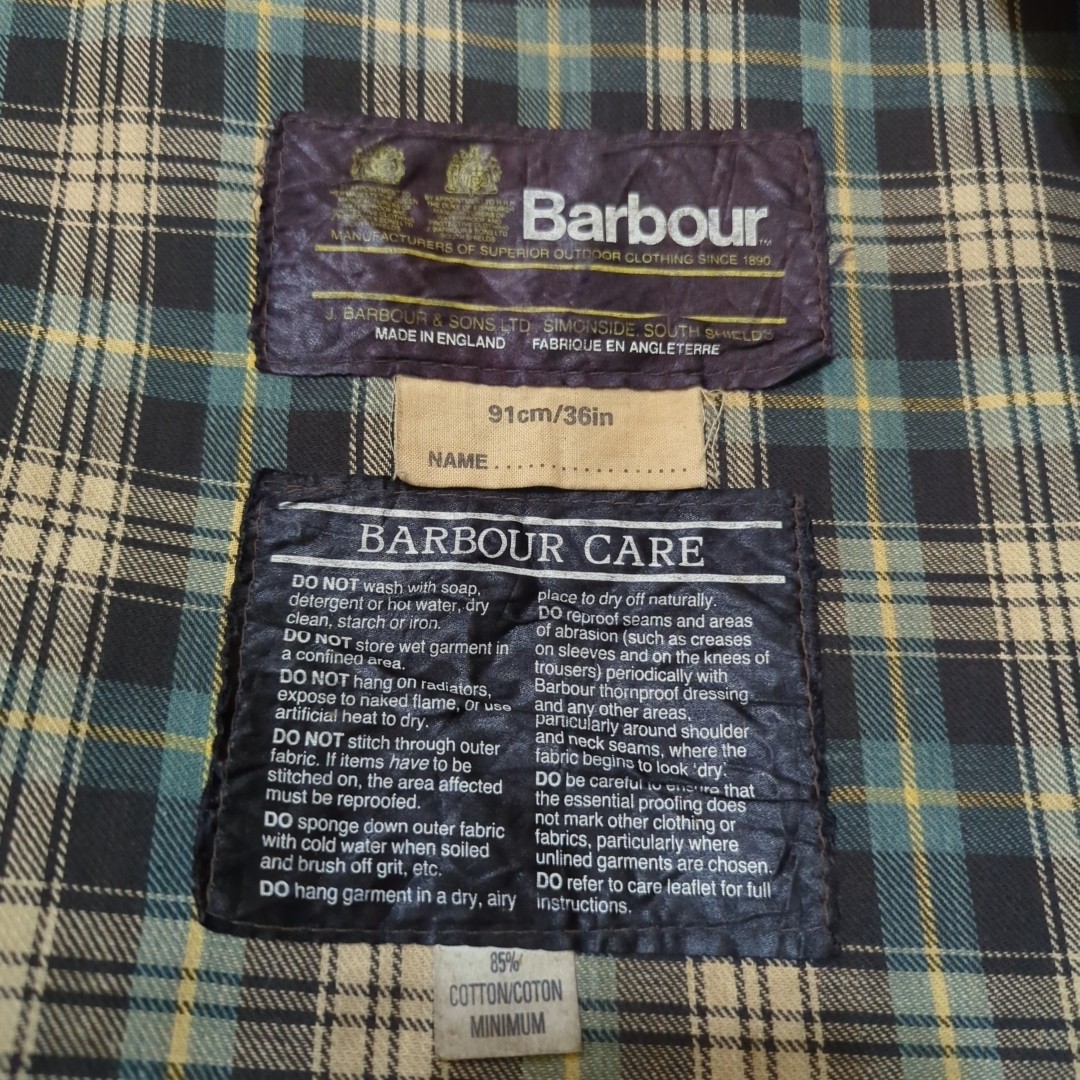 Barbour™
MANUFACTURERS OF SUPERIOR OUTDOOR CLOTHING SINCE 1890
J. BARBOUR & SONS LTD SIMONSIDE, SOUTH SHIELDS
MADE IN ENGLAND FABRIQUE EN ANGLETERRE
91cm/36in
NAME..................
BARBOUR CARE
DO NOT wash with soap,
detergent or hot water, dry
clean, starch or iron.
DO NOT store wet garment in
a confined area.
DO NOT hang on radiators,
expose to naked flame, or use
artificial heat to dry.
DO NOT stitch through outer
fabric. If items have to be
stitched on, the area affected
must be reproofed.
DO sponge down outer fabric
with cold water when soiled
and brush off grit, etc.
DO hang garment in a dry, airy
place to dry off naturally.
DO reproof seams and areas
of abrasion (such as creases
on sleeves and on the knees of
trousers) periodically with
Barbour thornproof dressing
and any other areas,
particularly around shoulder
and neck seams, where the
fabric begins to look 'dry'.
DO be careful to ensure that
the essential proofing does
not mark other clothing or
fabrics, particularly where
unlined garments are chosen.
DO refer to care leaflet for full
instructions.
85%
COTTON/COTON
MINIMUM